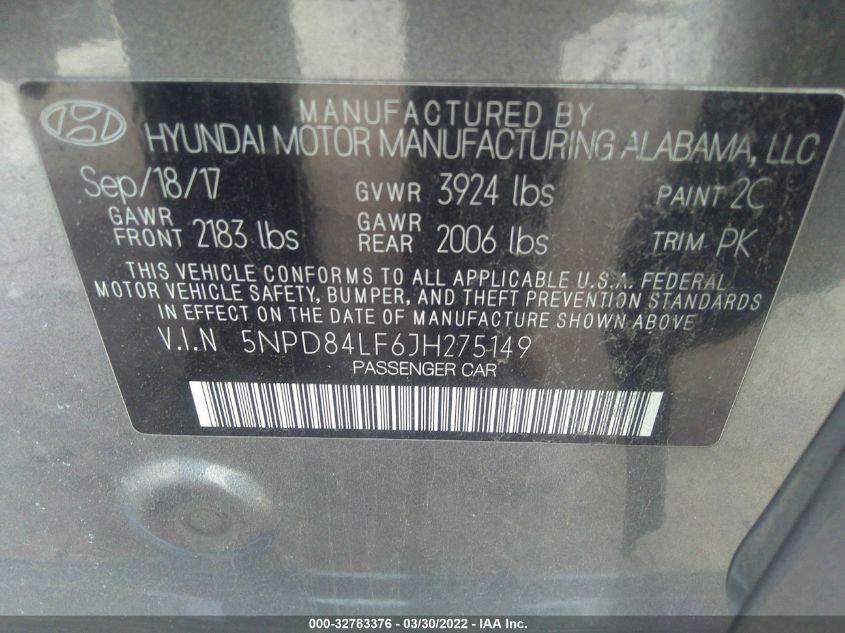 MANUFACTURED BY
HYUNDAI MOTOR MANUFACTURING ALABAMA, LLC
Sep/18/17 GVWR 3924 lbs PAINT 2C
GAWR FRONT 2183 lbs GAWR REAR 2006 lbs TRIM PK
THIS VEHICLE CONFORMS TO ALL APPLICABLE U.S.A. FEDERAL
MOTOR VEHICLE SAFETY, BUMPER, AND THEFT PREVENTION STANDARDS
IN EFFECT ON THE DATE OF MANUFACTURE SHOWN ABOVE
V.I.N 5NPD84LF6JH275149
PASSENGER CAR
000-32783376 - 03/30/2022 - IAA Inc.